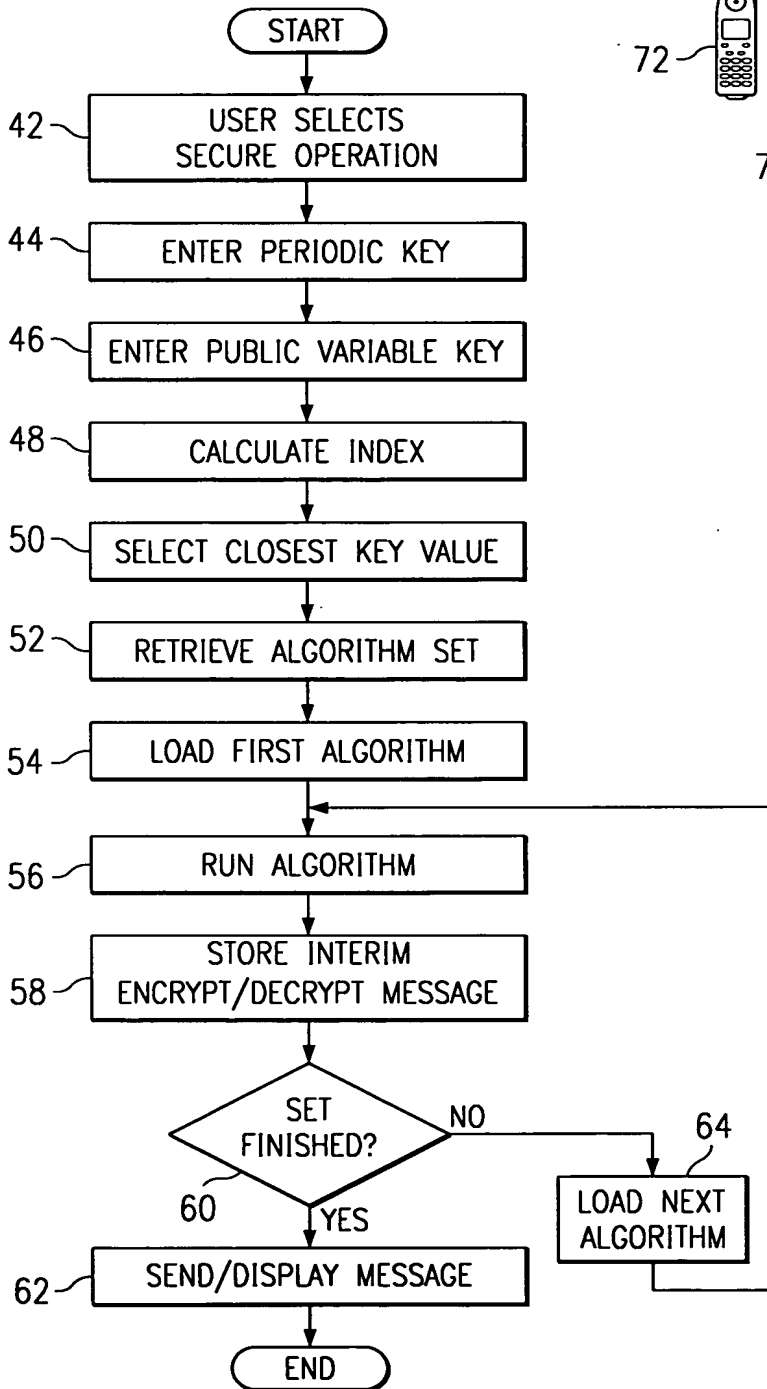 START
72
42
USER SELECTS
SECURE OPERATION
7
44
ENTER PERIODIC KEY
46
ENTER PUBLIC VARIABLE KEY
48
CALCULATE INDEX
50
SELECT CLOSEST KEY VALUE
52
RETRIEVE ALGORITHM SET
54
LOAD FIRST ALGORITHM
56
RUN ALGORITHM
58
STORE INTERIM
ENCRYPT/DECRYPT MESSAGE
60
SET
FINISHED?
NO
64
LOAD NEXT
ALGORITHM
YES
62
SEND/DISPLAY MESSAGE
END